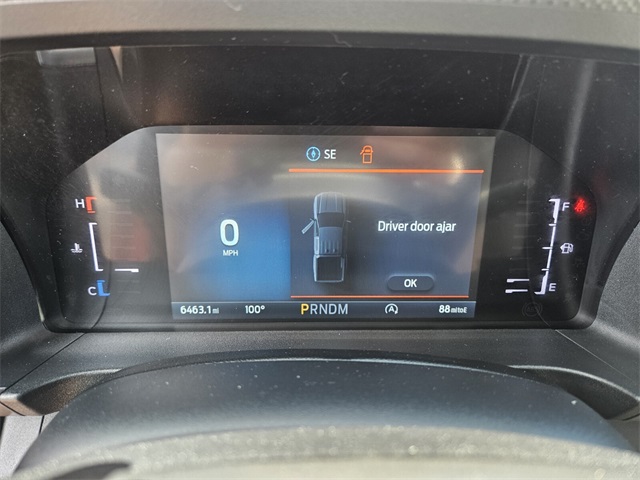 SE
H
F
0
MPH
Driver door ajar
OK
C
E
6463.1 mi 100° PRNDM A 88 mi to E